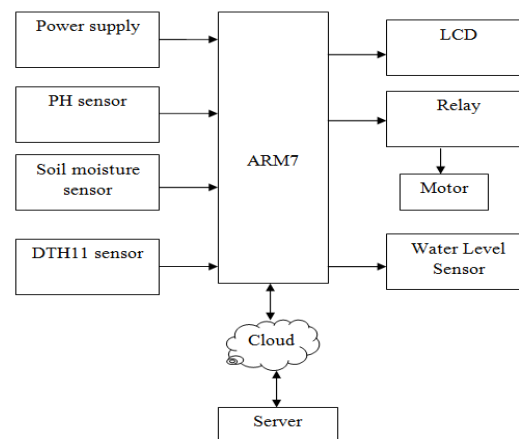 Power supply
PH sensor
Soil moisture
sensor
DTH11 sensor
ARM7
LCD
Relay
Motor
Water Level
Sensor
Cloud
Server